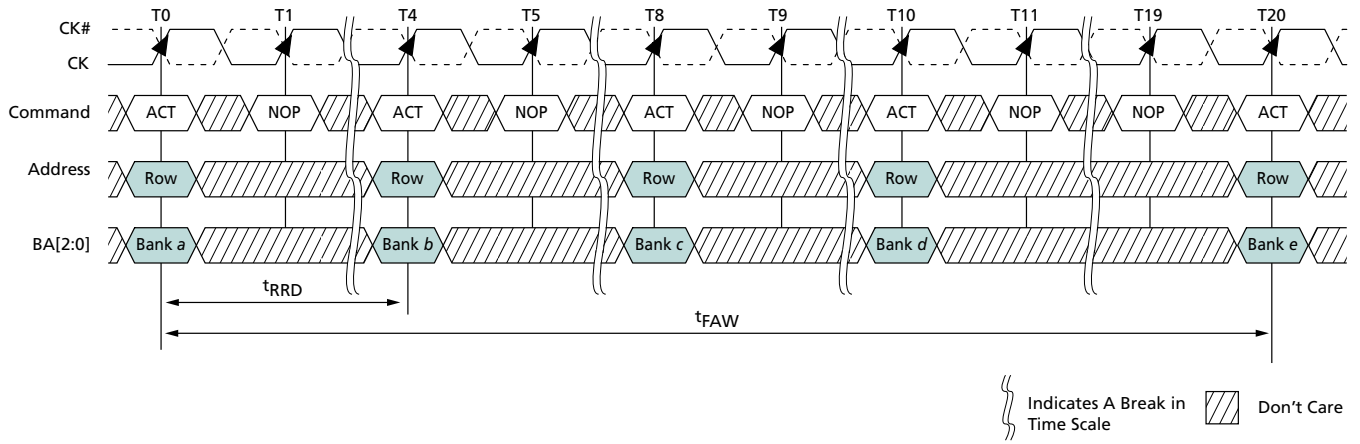 T0 T1 T4 T5 T8 T9 T10 T11 T19 T20
CK#
CK
Command ACT NOP ACT NOP ACT NOP ACT NOP NOP ACT
Address Row Row Row Row Row
BA[2:0] Bank a Bank b Bank c Bank d Bank e
tRRD
tFAW
Indicates A Break in
Time Scale
Don't Care